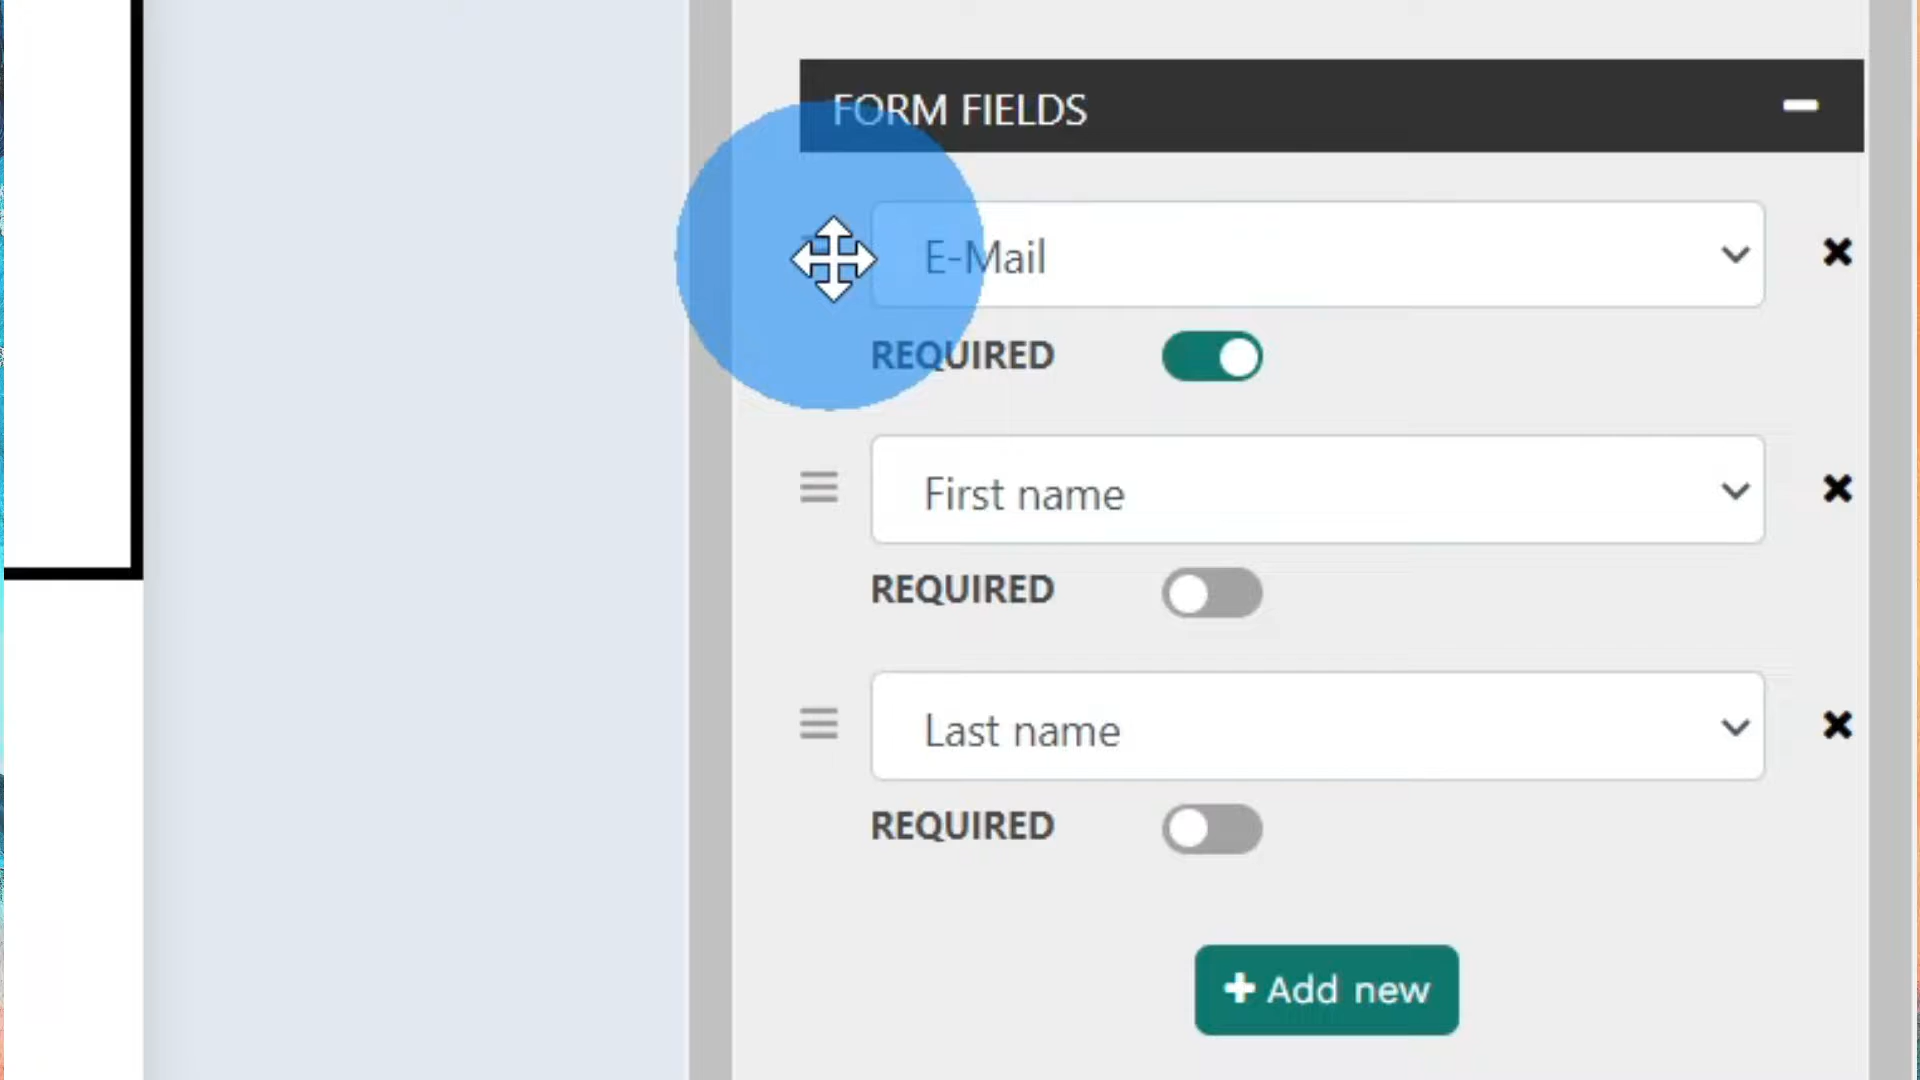 FORM FIELDS
E-Mail
REQUIRED
First name
REQUIRED
Last name
REQUIRED
Add new